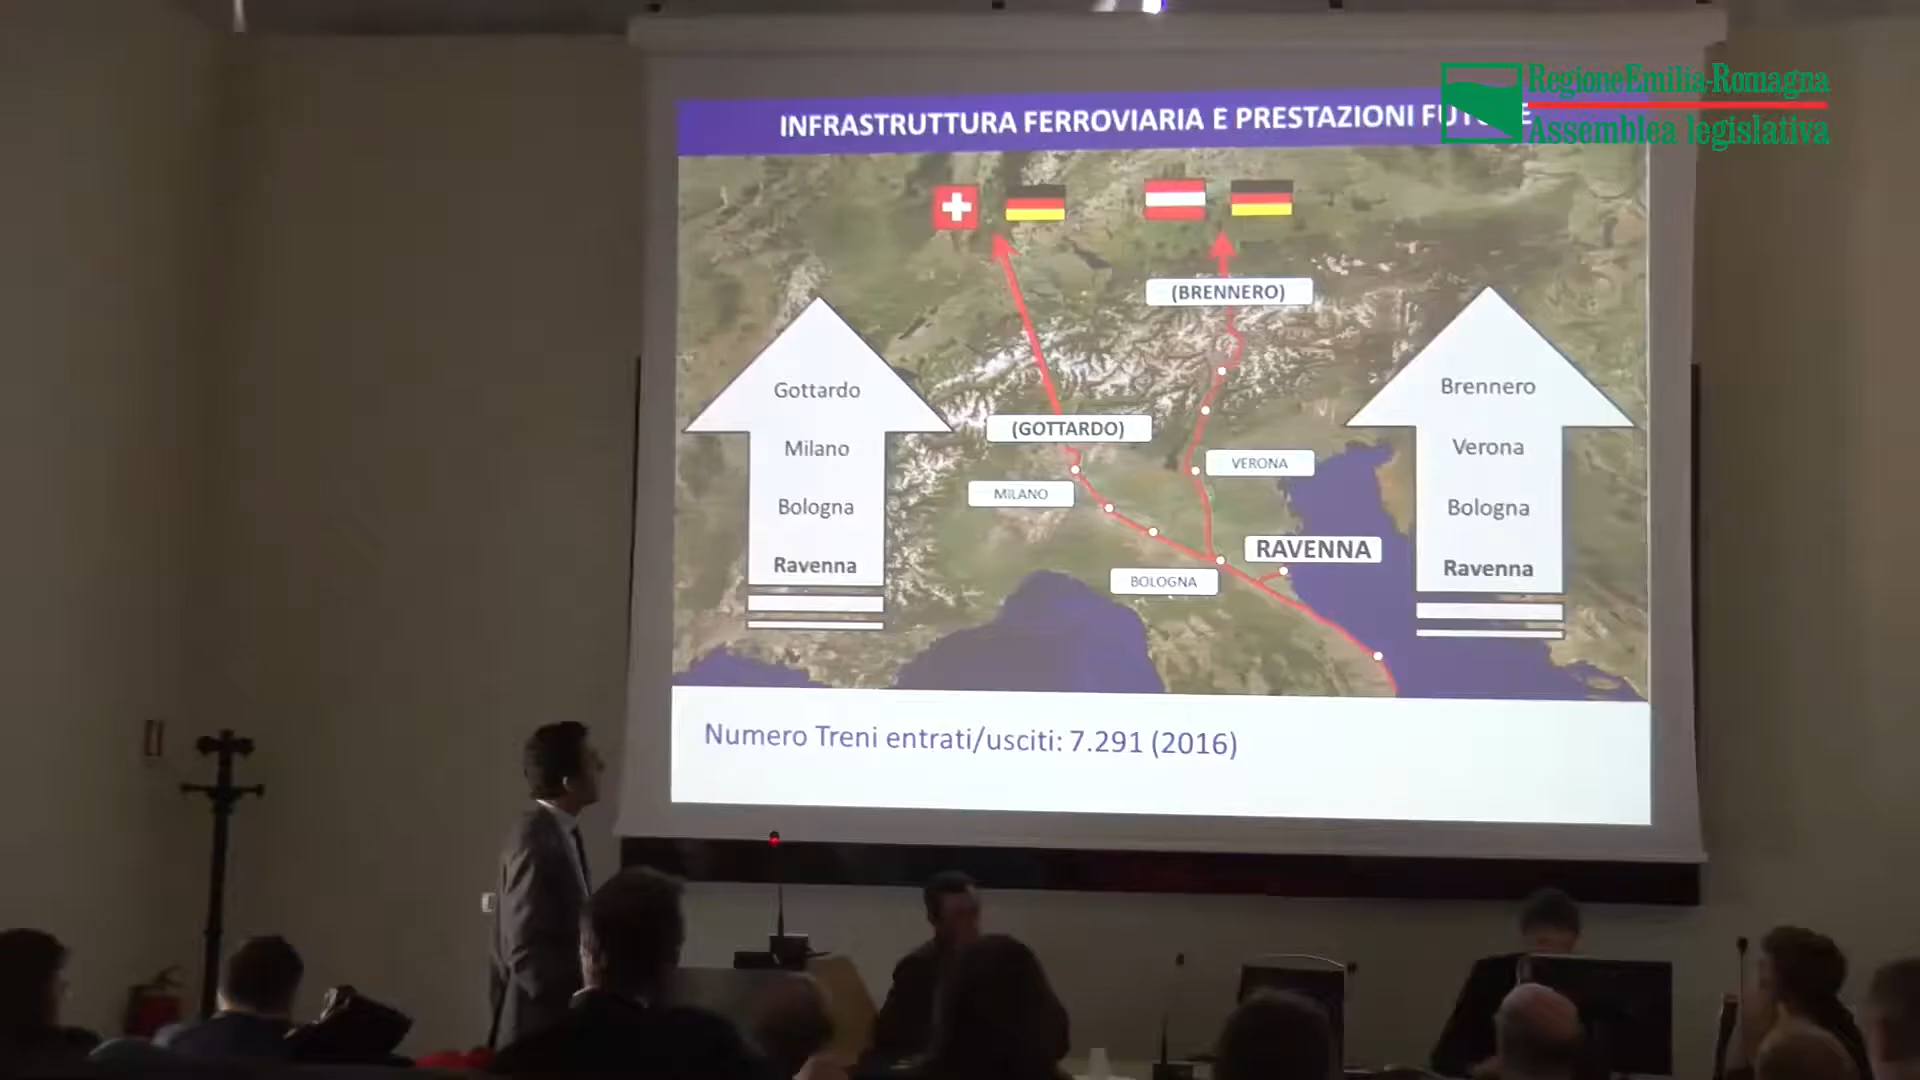 RegioneEmilia-Romagna
Assemblea legislativa
INFRASTRUTTURA FERROVIARIA E PRESTAZIONI
(BRENNERO)
Gottardo
Milano
Bologna
Ravenna
(GOTTARDO)
MILANO
VERONA
RAVENNA
BOLOGNA
Brennero
Verona
Bologna
Ravenna
Numero Treni entrati/usciti: 7.291 (2016)